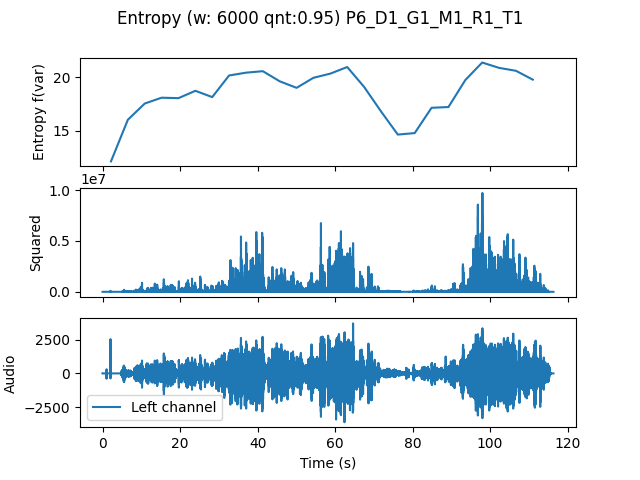 Entropy (w: 6000 qnt:0.95) P6_D1_G1_M1_R1_T1
Entropy f(var)
20
15
1e7
Squared
1.0
0.5
0.0
Audio
2500
0
−2500
Left channel
0 20 40 60 80 100 120
Time (s)